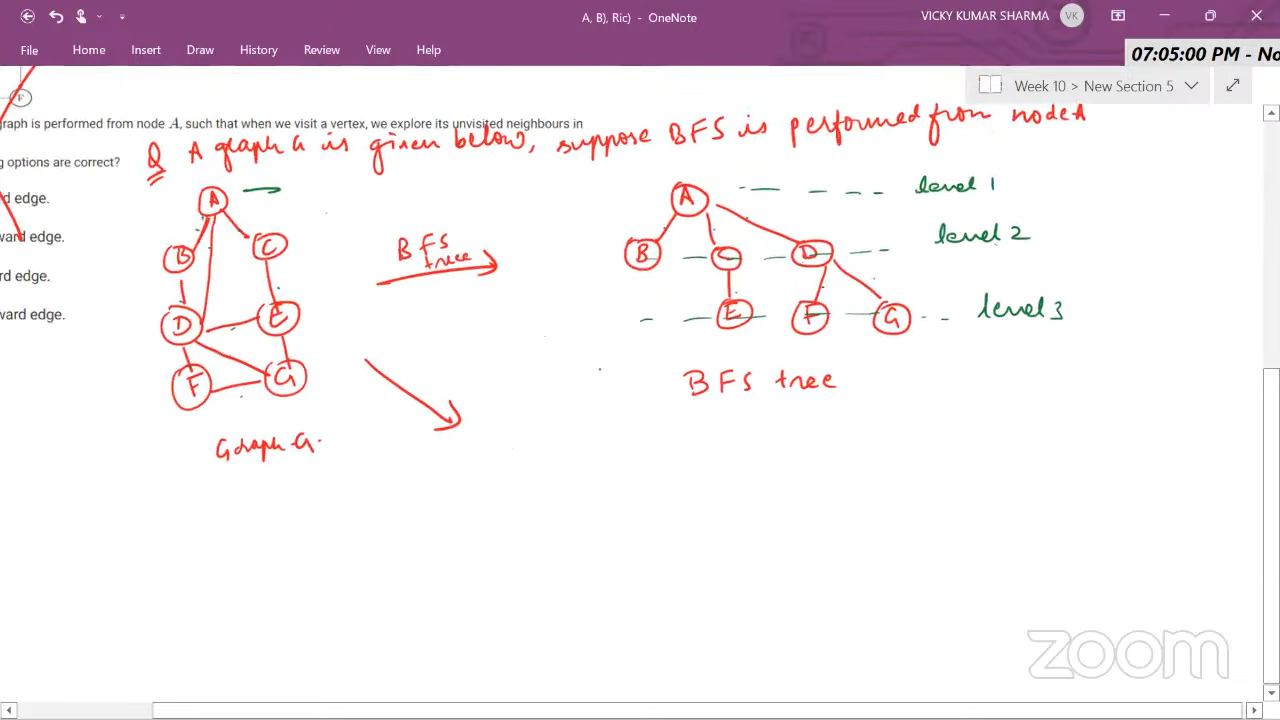 A, B), Ric) - OneNote
VICKY KUMAR SHARMA VK
File Home Insert Draw History Review View Help
07:05:00 PM - No
Week 10 > New Section 5
F
graph is performed from node A, such that when we visit a vertex, we explore its unvisited neighbours in
Q A graph G is given below, suppose BFS is performed from node A
g options are correct?
rd edge.
ward edge.
rd edge.
ward edge.
A
B C
D E
F G
Graph G.
BFS
tree
A level 1
B C D level 2
E F G level 3
BFS tree
zoom